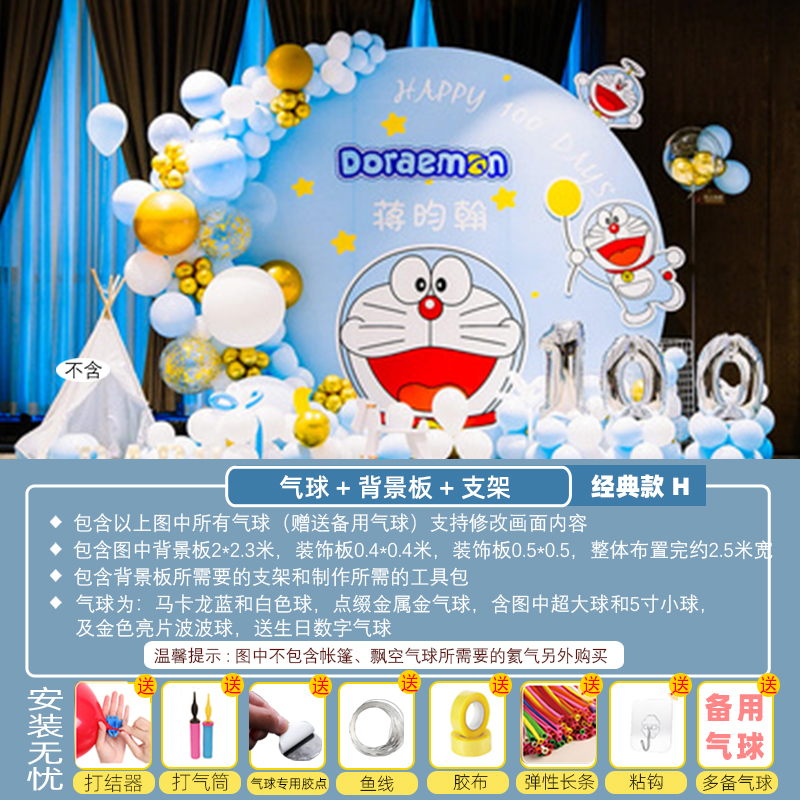 HAPPY 100 DAYS
Doraemon
蒋昀翰
100
不含
气球 + 背景板 + 支架
经典款 H
◆ 包含以上图中所有气球（赠送备用气球）支持修改画面内容
◆ 包含图中背景板2*2.3米，装饰板0.4*0.4米，装饰板0.5*0.5，整体布置完约2.5米宽
◆ 包含背景板所需要的支架和制作所需的工具包
◆ 气球为：马卡龙蓝和白色球，点缀金属金气球，含图中超大球和5寸小球，
及金色亮片波波球，送生日数字气球
温馨提示 : 图中不包含帐篷、飘空气球所需要的氦气另外购买
安装无忧
送 送 送 送 送 送 送 送
备用
气球
打结器 打气筒 气球专用胶点 鱼线 胶布 弹性长条 粘钩 多备气球